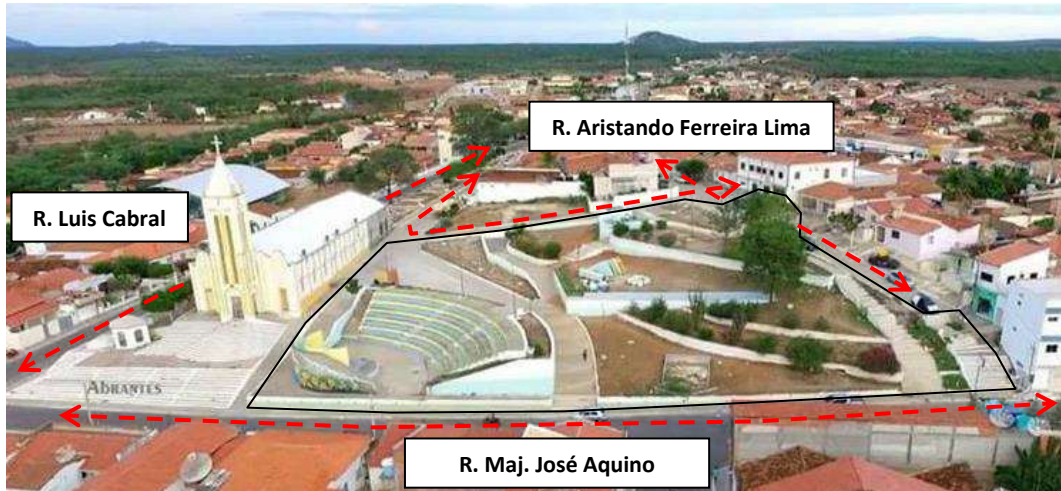 R. Aristando Ferreira Lima
R. Luis Cabral
ABRANTES
R. Maj. José Aquino